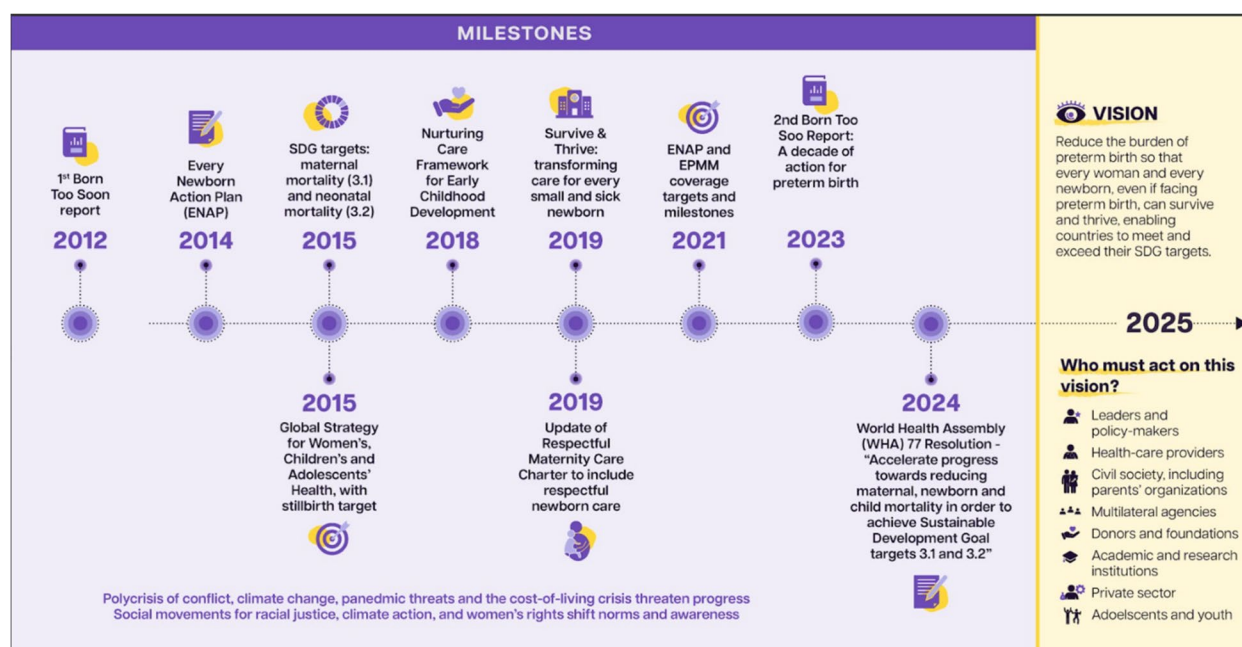 MILESTONES
1st Born
Too Soon
report
2012
Every
Newborn
Action Plan
(ENAP)
2014
SDG targets:
maternal
mortality (3.1)
and neonatal
mortality (3.2)
2015
Nurturing
Care
Framework
for Early
Childhood
Development
2018
Survive &
Thrive:
transforming
care for every
small and sick
newborn
2019
ENAP and
EPMM
coverage
targets and
milestones
2021
2nd Born Too
Soo Report:
A decade of
action for
preterm birth
2023
2015
Global Strategy
for Women's,
Children's and
Adolescents'
Health, with
stillbirth target
2019
Update of
Respectful
Maternity Care
Charter to include
respectful
newborn care
2024
World Health Assembly
(WHA) 77 Resolution -
“Accelerate progress
towards reducing
maternal, newborn and
child mortality in order to
achieve Sustainable
Development Goal
targets 3.1 and 3.2”
Polycrisis of conflict, climate change, panedmic threats and the cost-of-living crisis threaten progress
Social movements for racial justice, climate action, and women's rights shift norms and awareness
VISION
Reduce the burden of
preterm birth so that
every woman and every
newborn, even if facing
preterm birth, can survive
and thrive, enabling
countries to meet and
exceed their SDG targets.
2025
Who must act on this
vision?
Leaders and
policy-makers
Health-care providers
Civil society, including
parents' organizations
Multilateral agencies
Donors and foundations
Academic and research
institutions
Private sector
Adoelscents and youth